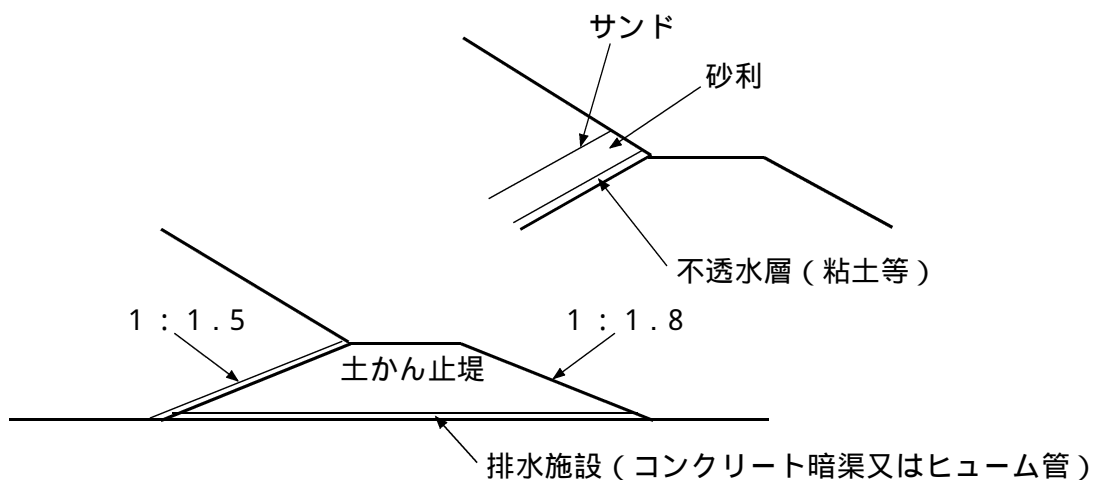 サンド
砂利
不透水層（粘土等）
１：１.５
１：１.８
土かん止堤
排水施設（コンクリート暗渠又はヒューム管）